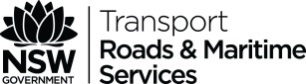 NSW
GOVERNMENT
Transport
Roads & Maritime
Services